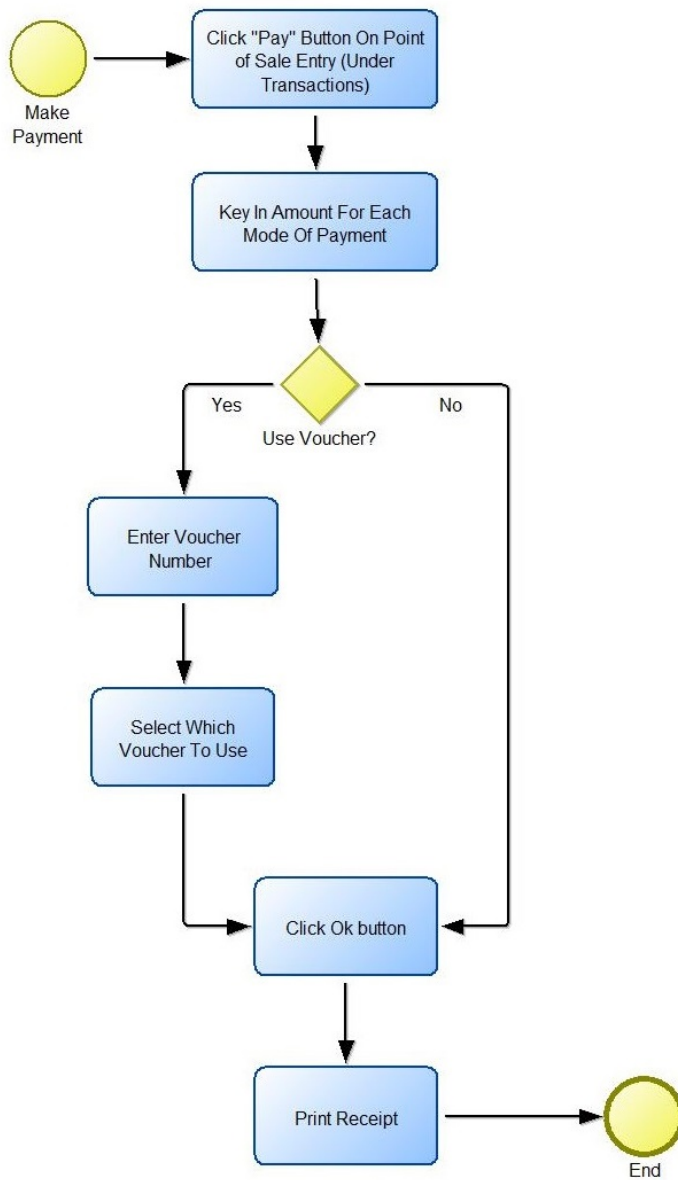 Click "Pay" Button On Point
of Sale Entry (Under
Transactions)
Make
Payment
Key In Amount For Each
Mode Of Payment
Yes
No
Use Voucher?
Enter Voucher
Number
Select Which
Voucher To Use
Click Ok button
Print Receipt
End